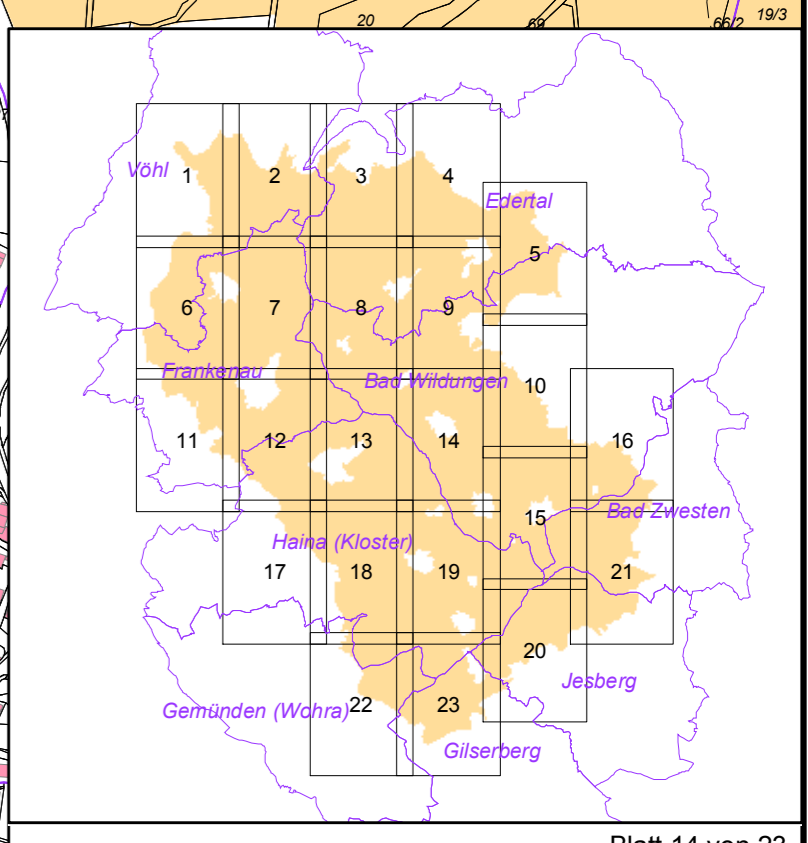 20
69
66/2
19/3
Vöhl
1
2
3
4
Edertal
5
6
7
8
9
Frankenau
Bad Wildungen
10
11
12
13
14
16
15
Bad Zwesten
Haina (Kloster)
17
18
19
21
20
Jesberg
Gemünden (Wohra)
22
23
Gilserberg
Blatt 14 von 23